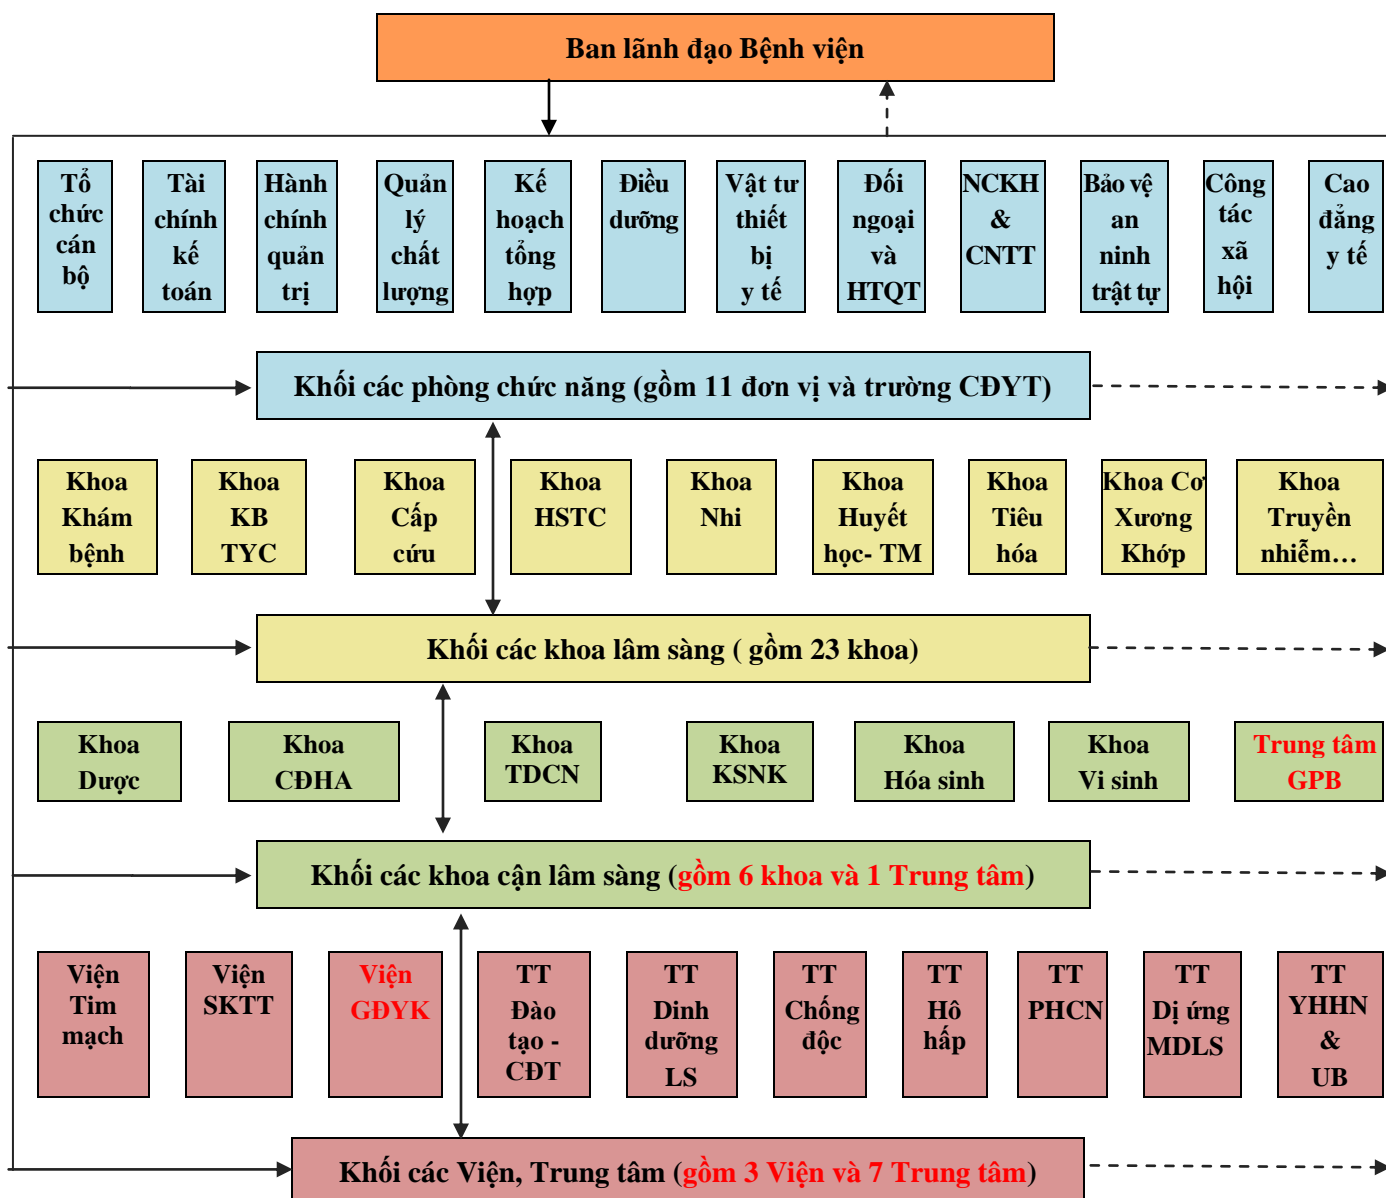 Ban lãnh đạo Bệnh viện
Tổ
chức
cán
bộ
Tài
chính
kế
toán
Hành
chính
quản
trị
Quản
lý
chất
lượng
Kế
hoạch
tổng
hợp
Điều
dưỡng
Vật tư
thiết
bị
y tế
Đối
ngoại
và
HTQT
NCKH
&
CNTT
Bảo vệ
an
ninh
trật tự
Công
tác
xã
hội
Cao
đẳng
y tế
Khối các phòng chức năng (gồm 11 đơn vị và trường CĐYT)
Khoa
Khám
bệnh
Khoa
KB
TYC
Khoa
Cấp
cứu
Khoa
HSTC
Khoa
Nhi
Khoa
Huyết
học- TM
Khoa
Tiêu
hóa
Khoa Cơ
Xương
Khớp
Khoa
Truyền
nhiễm...
Khối các khoa lâm sàng ( gồm 23 khoa)
Khoa
Dược
Khoa
CĐHA
Khoa
TDCN
Khoa
KSNK
Khoa
Hóa sinh
Khoa
Vi sinh
Trung tâm
GPB
Khối các khoa cận lâm sàng (gồm 6 khoa và 1 Trung tâm)
Viện
Tim
mạch
Viện
SKTT
Viện
GĐYK
TT
Đào
tạo -
CĐT
TT
Dinh
dưỡng
LS
TT
Chống
độc
TT
Hô
hấp
TT
PHCN
TT
Dị ứng
MDLS
TT
YHHN
&
UB
Khối các Viện, Trung tâm (gồm 3 Viện và 7 Trung tâm)